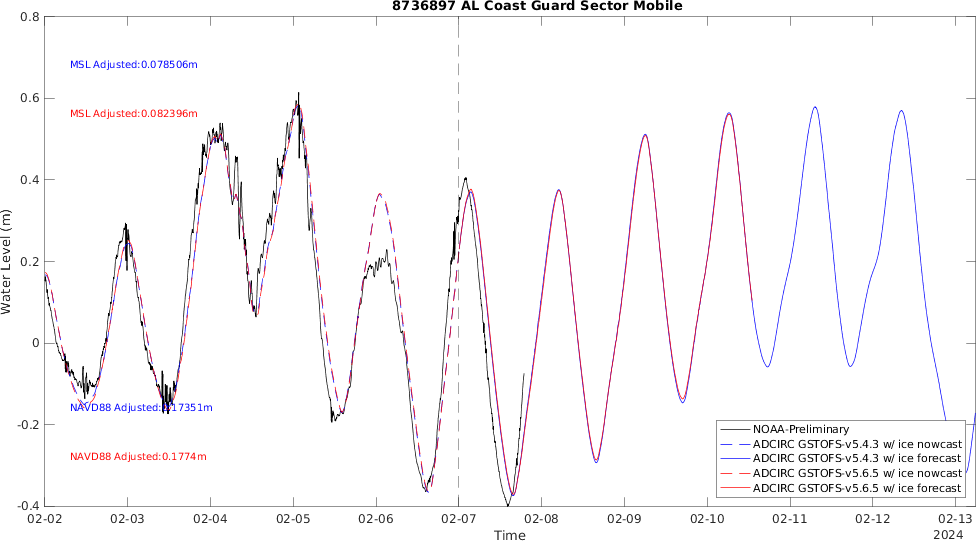 8736897 AL Coast Guard Sector Mobile
0.8
0.6
0.4
0.2
0
-0.2
-0.4
Water Level (m)
MSL Adjusted:0.078506m
MSL Adjusted:0.082396m
NAVD88 Adjusted:0.17351m
NAVD88 Adjusted:0.1774m
NOAA-Preliminary
ADCIRC GSTOFS-v5.4.3 w/ ice nowcast
ADCIRC GSTOFS-v5.4.3 w/ ice forecast
ADCIRC GSTOFS-v5.6.5 w/ ice nowcast
ADCIRC GSTOFS-v5.6.5 w/ ice forecast
02-02 02-03 02-04 02-05 02-06 02-07 02-08 02-09 02-10 02-11 02-12 02-13
Time
2024